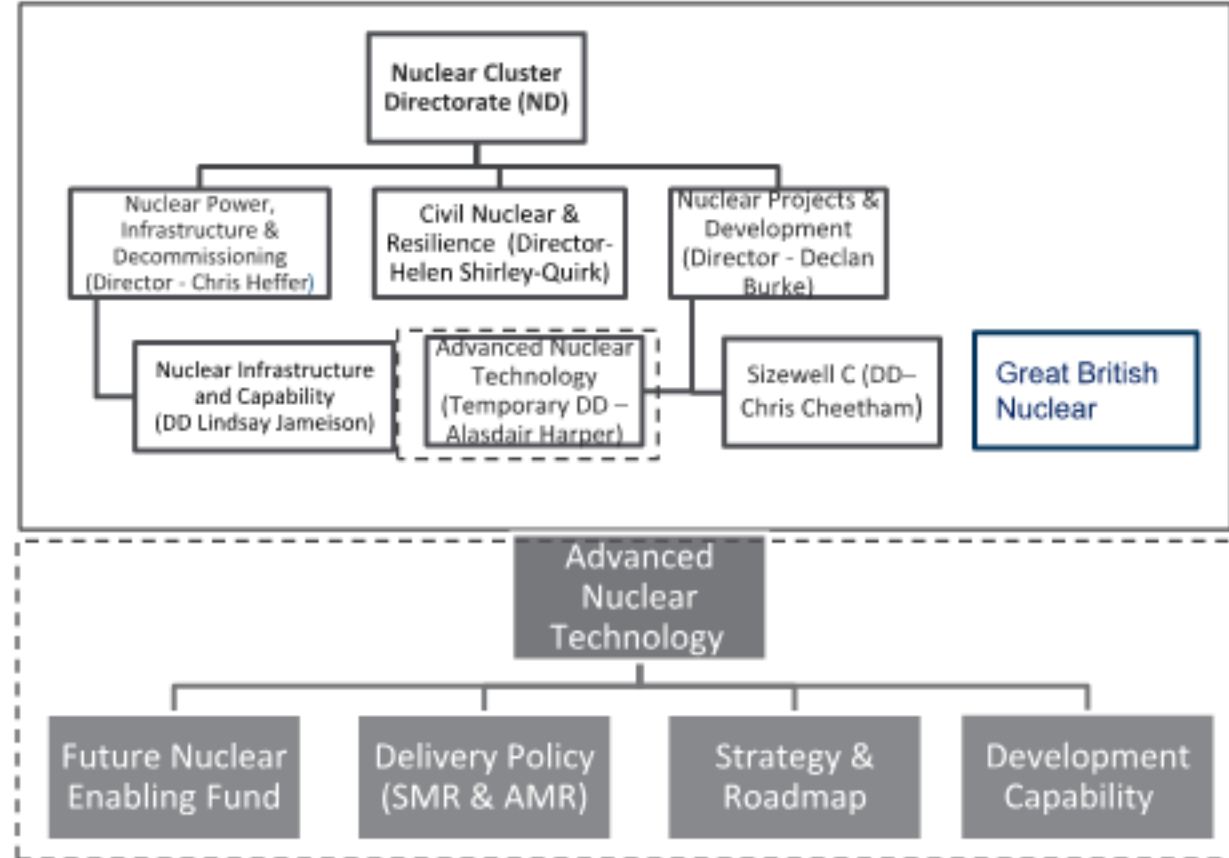 Nuclear Cluster
Directorate (ND)
Nuclear Power,
Infrastructure &
Decommissioning
(Director - Chris Heffer)
Civil Nuclear &
Resilience (Director-
Helen Shirley-Quirk)
Nuclear Projects &
Development
(Director - Declan
Burke)
Nuclear Infrastructure
and Capability
(DD Lindsay Jameison)
Advanced Nuclear
Technology
(Temporary DD –
Alasdair Harper)
Sizewell C (DD–
Chris Cheetham)
Great British
Nuclear
Advanced
Nuclear
Technology
Future Nuclear
Enabling Fund
Delivery Policy
(SMR & AMR)
Strategy &
Roadmap
Development
Capability